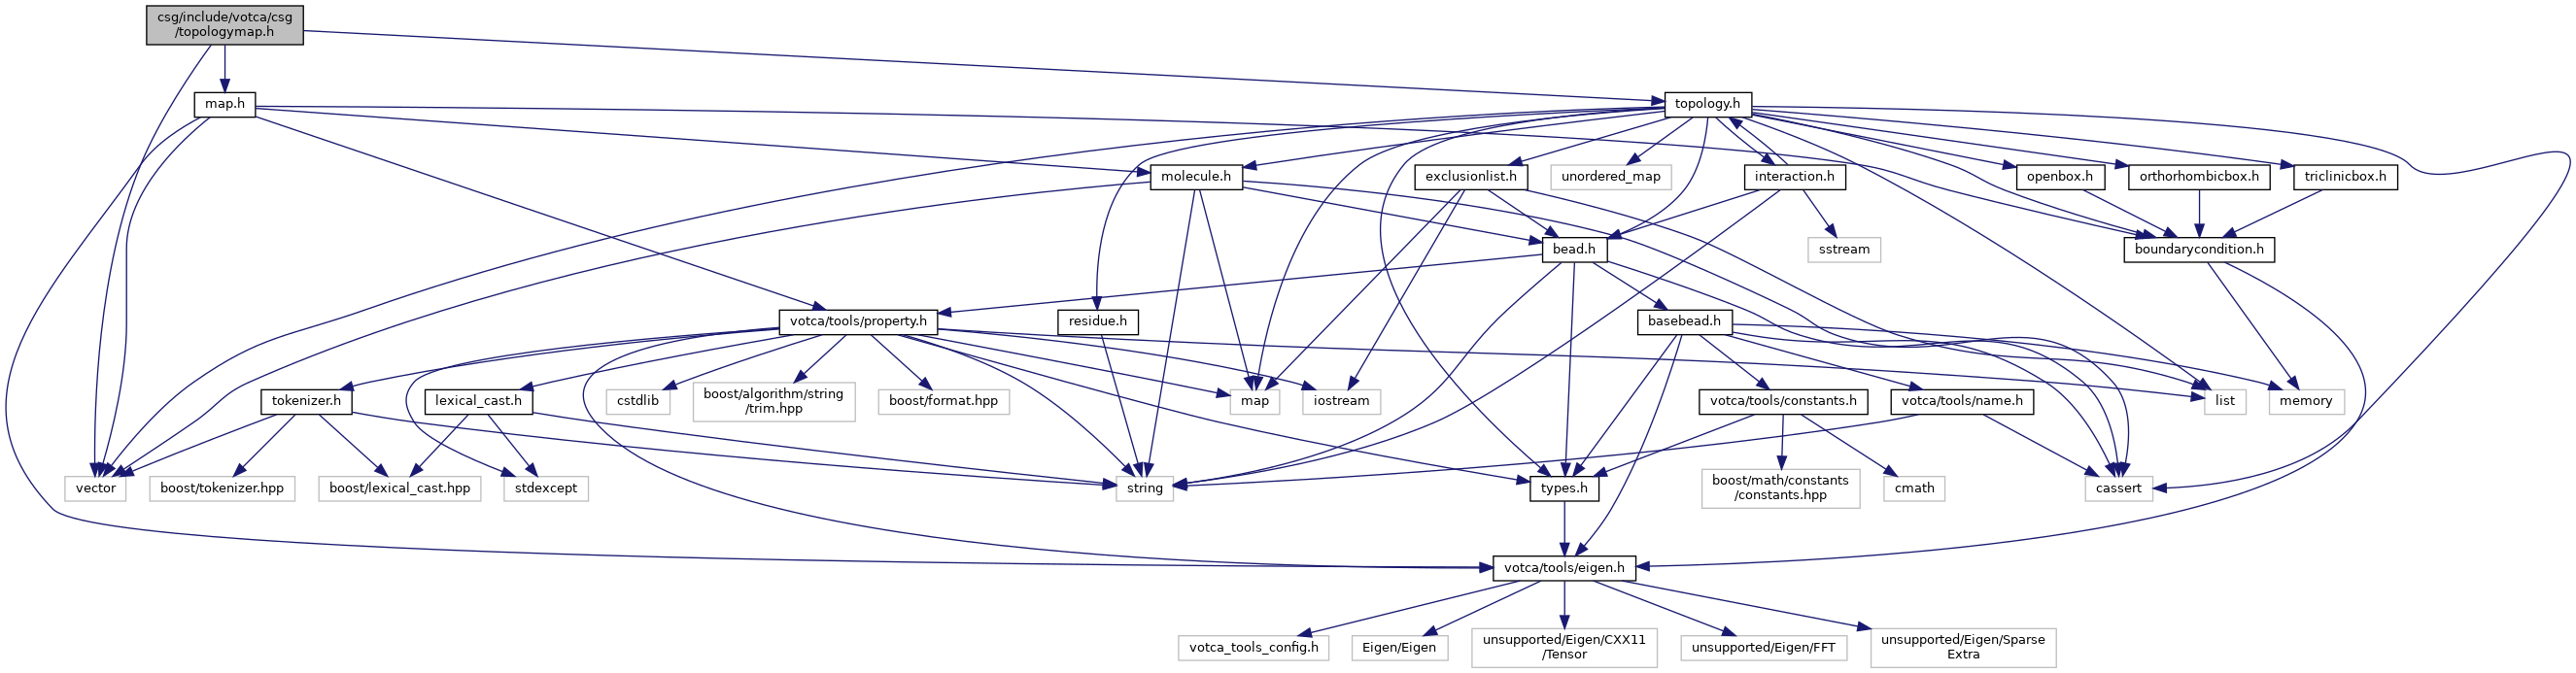 csg/include/votca/csg
/topologymap.h
map.h
topology.h
molecule.h
exclusionlist.h
unordered_map
interaction.h
openbox.h
orthorhombicbox.h
triclinicbox.h
bead.h
sstream
boundarycondition.h
votca/tools/property.h
residue.h
basebead.h
tokenizer.h
lexical_cast.h
cstdlib
boost/algorithm/string
/trim.hpp
boost/format.hpp
map
iostream
votca/tools/constants.h
votca/tools/name.h
list
memory
vector
boost/tokenizer.hpp
boost/lexical_cast.hpp
stdexcept
string
types.h
boost/math/constants
/constants.hpp
cmath
cassert
votca/tools/eigen.h
votca_tools_config.h
Eigen/Eigen
unsupported/Eigen/CXX11
/Tensor
unsupported/Eigen/FFT
unsupported/Eigen/Sparse
Extra